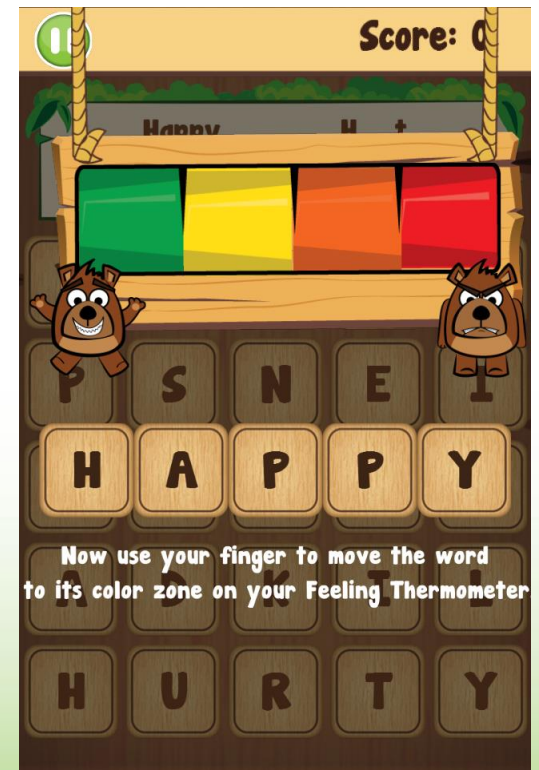 Score: 0
Happy H t
P S N E I
H A P P Y
Now use your finger to move the word
to its color zone on your Feeling Thermometer
A D K I L
H U R T Y